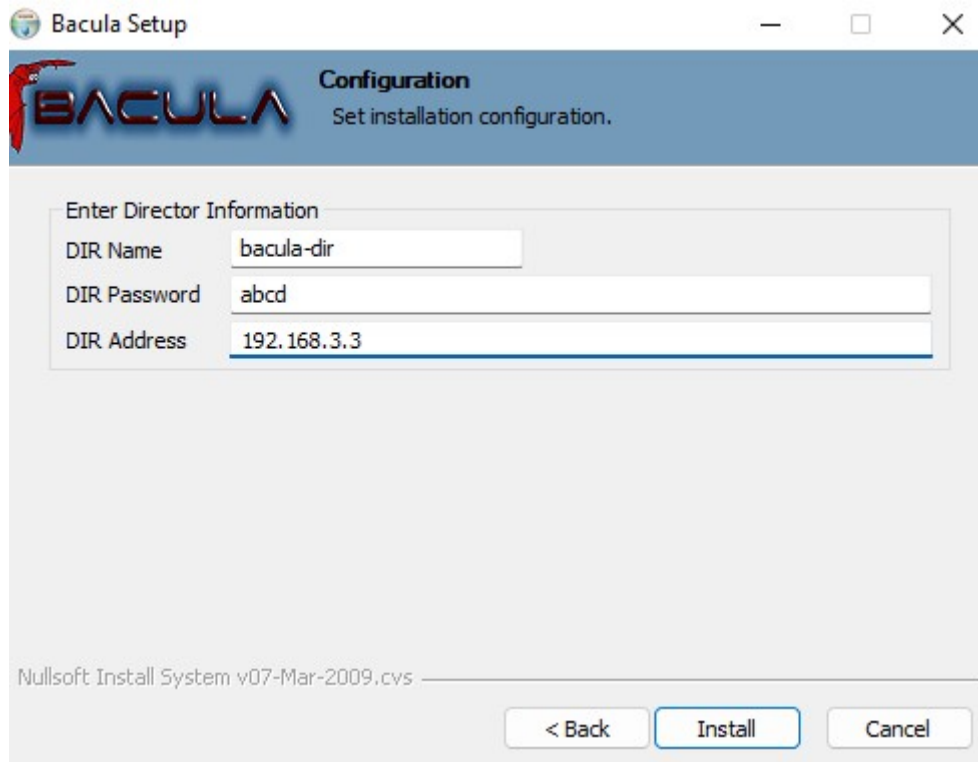 Bacula Setup
BACULA
Configuration
Set installation configuration.
Enter Director Information
DIR Name bacula-dir
DIR Password abcd
DIR Address 192.168.3.3
Nullsoft Install System v07-Mar-2009.cvs
< Back Install Cancel